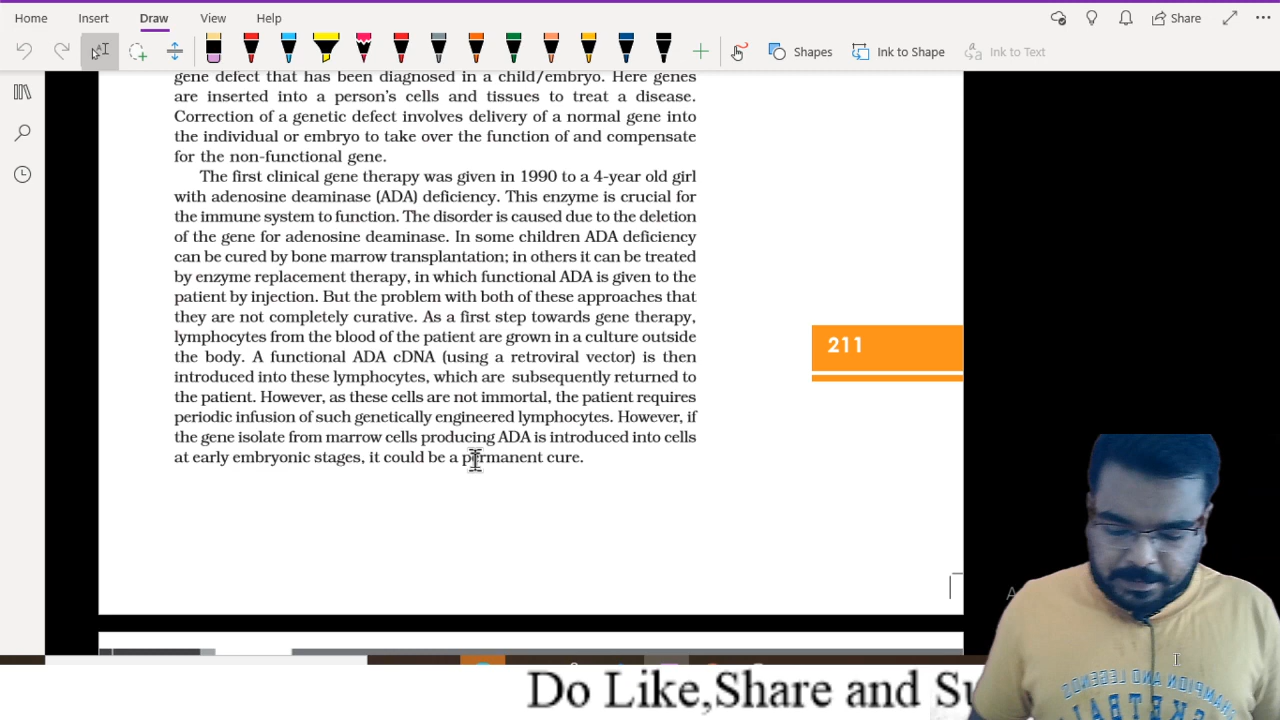 Home Insert Draw View Help Share
Shapes Ink to Shape Ink to Text
gene defect that has been diagnosed in a child/embryo. Here genes
are inserted into a person's cells and tissues to treat a disease.
Correction of a genetic defect involves delivery of a normal gene into
the individual or embryo to take over the function of and compensate
for the non-functional gene.
The first clinical gene therapy was given in 1990 to a 4-year old girl
with adenosine deaminase (ADA) deficiency. This enzyme is crucial for
the immune system to function. The disorder is caused due to the deletion
of the gene for adenosine deaminase. In some children ADA deficiency
can be cured by bone marrow transplantation; in others it can be treated
by enzyme replacement therapy, in which functional ADA is given to the
patient by injection. But the problem with both of these approaches that
they are not completely curative. As a first step towards gene therapy,
lymphocytes from the blood of the patient are grown in a culture outside
the body. A functional ADA cDNA (using a retroviral vector) is then
introduced into these lymphocytes, which are subsequently returned to
the patient. However, as these cells are not immortal, the patient requires
periodic infusion of such genetically engineered lymphocytes. However, if
the gene isolate from marrow cells producing ADA is introduced into cells
at early embryonic stages, it could be a permanent cure.
211
Do Like,Share and Su